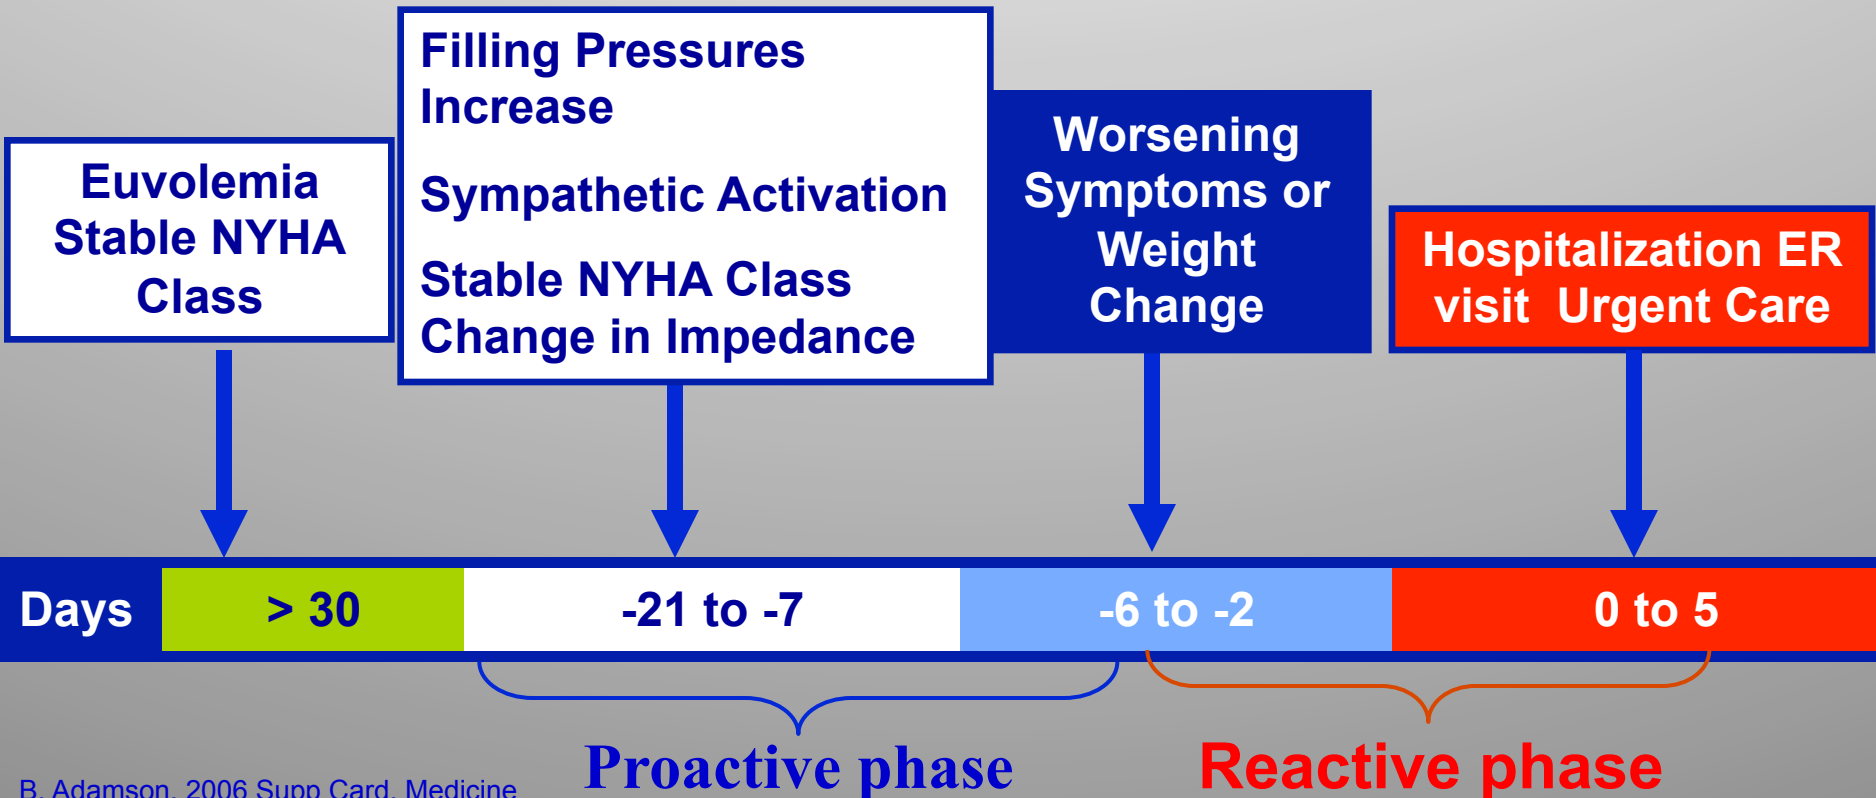 Euvolemia
Stable NYHA
Class
Filling Pressures
Increase
Sympathetic Activation
Stable NYHA Class
Change in Impedance
Worsening
Symptoms or
Weight
Change
Hospitalization ER
visit Urgent Care
Days > 30 -21 to -7 -6 to -2 0 to 5
Proactive phase Reactive phase
B. Adamson, 2006 Supp Card. Medicine